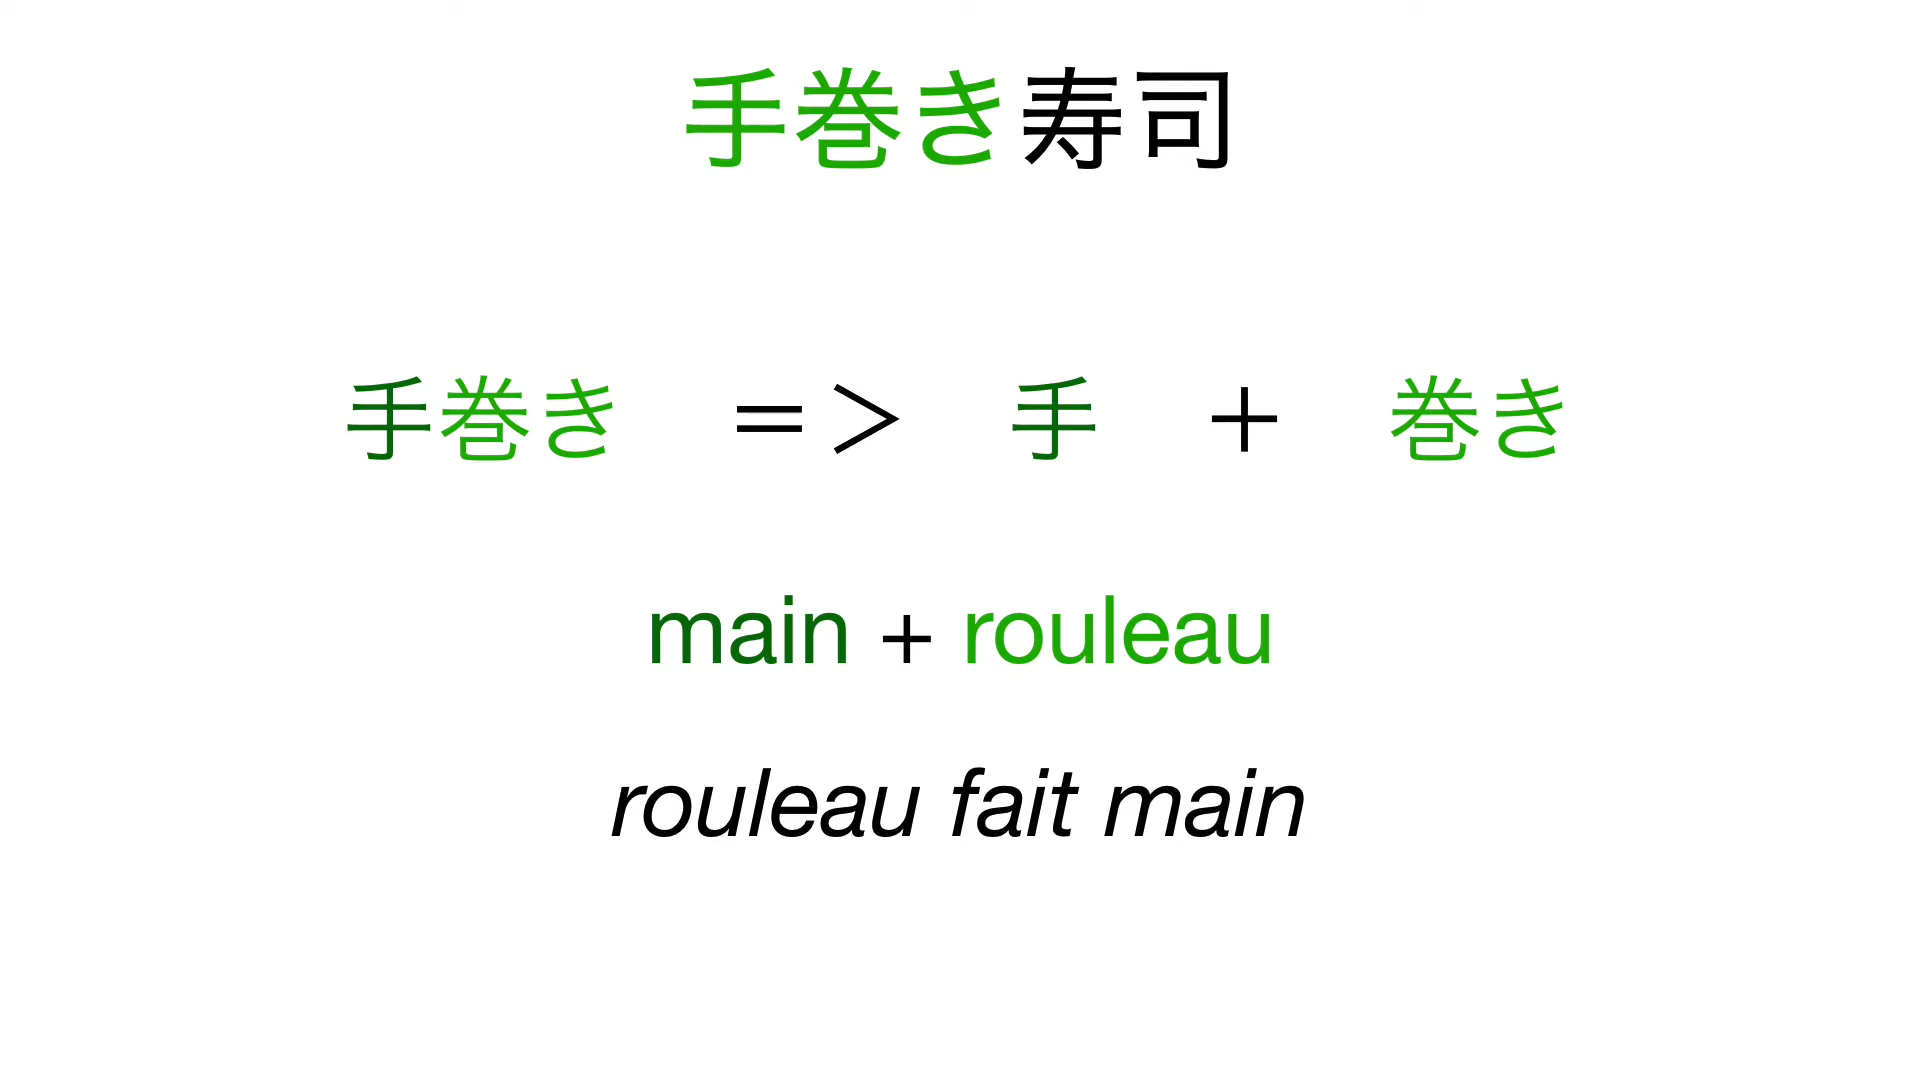 手巻き寿司
手巻き => 手 + 巻き
main + rouleau
rouleau fait main